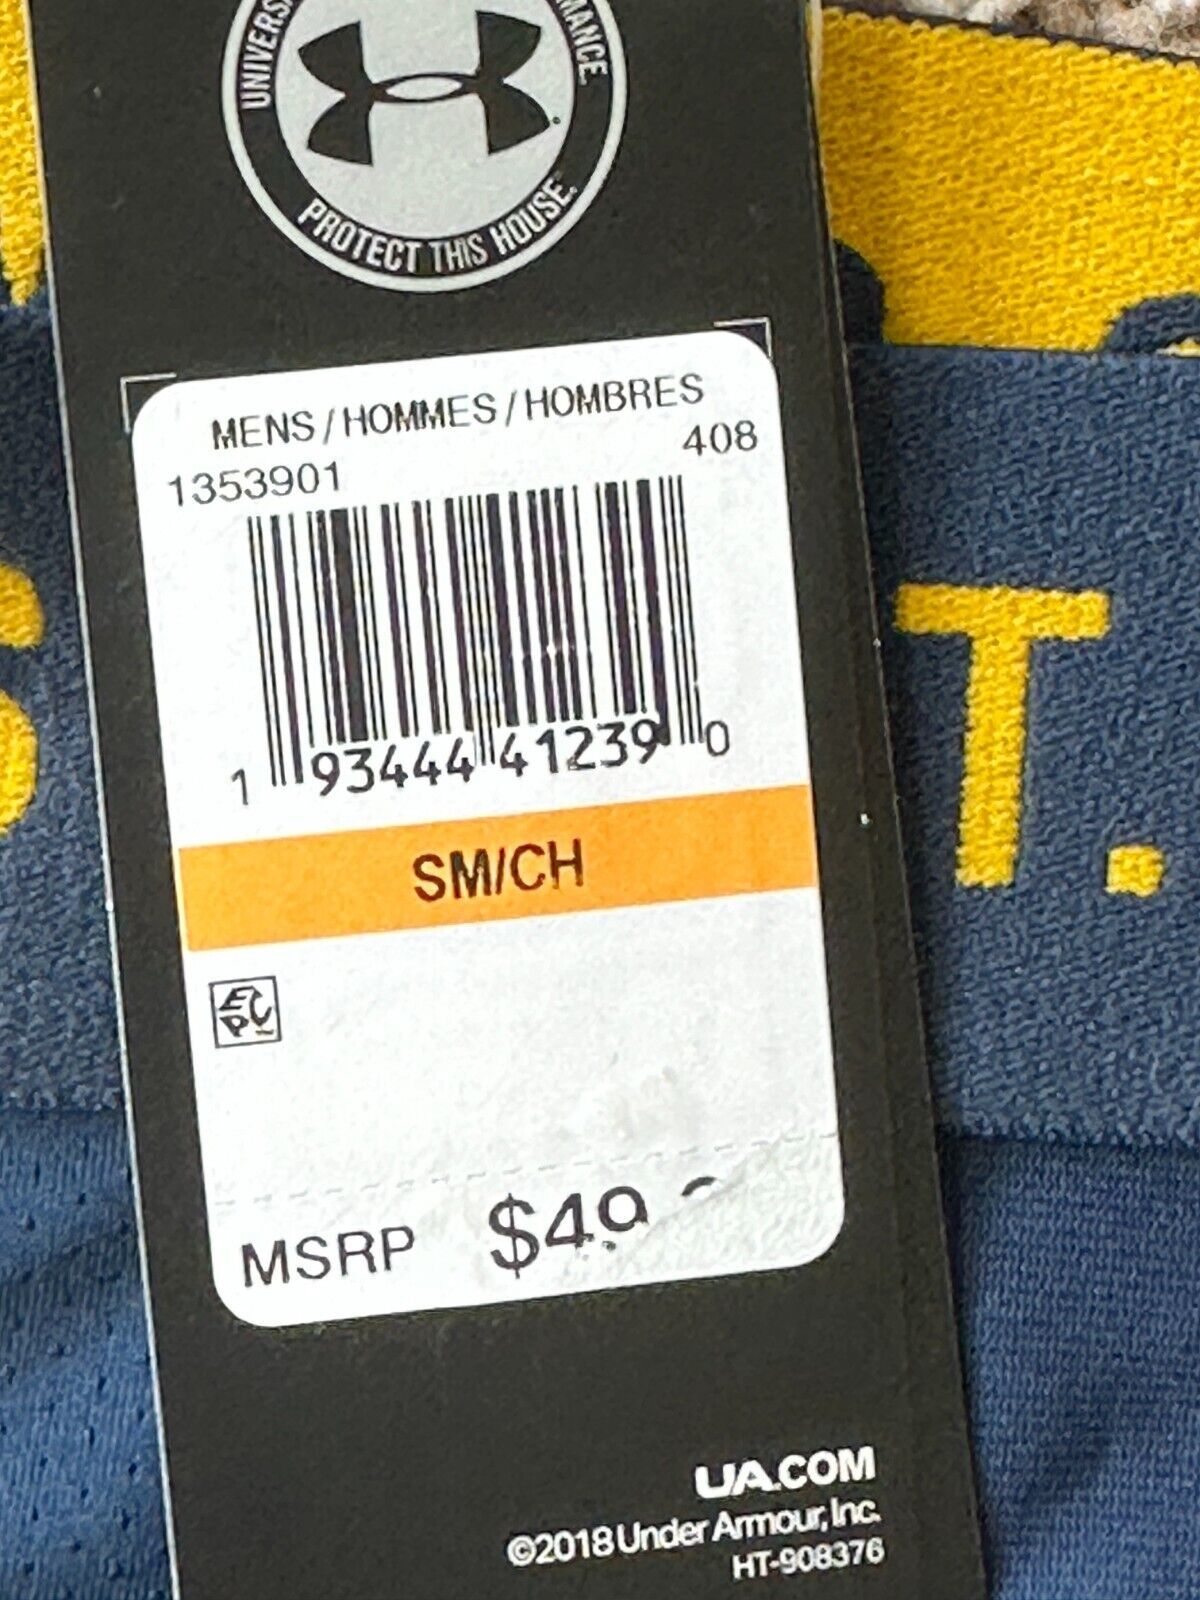 PROTECT THIS HOUSE.
MENS / HOMMES / HOMBRES
1353901 408
1 93444 41239 0
SM/CH
MSRP
UA.COM
©2018 Under Armour, Inc.
HT-908376
T.